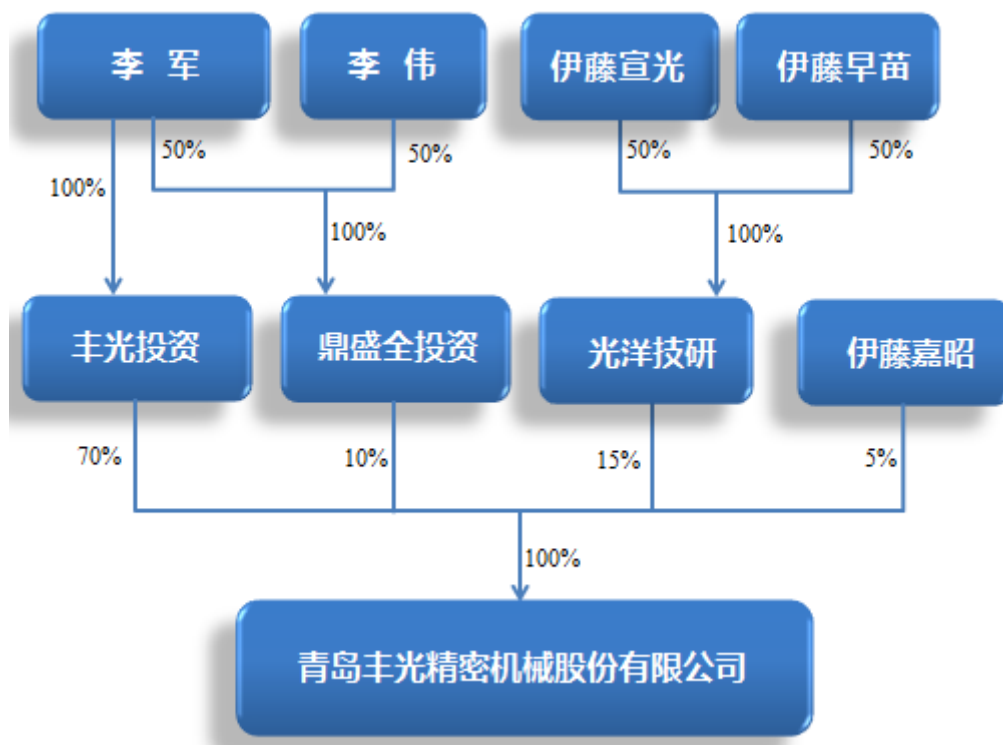 李 军
李 伟
伊藤宣光
伊藤早苗
50%
50%
50%
50%
100%
100%
100%
丰光投资
鼎盛全投资
光洋技研
伊藤嘉昭
70%
10%
15%
5%
100%
青岛丰光精密机械股份有限公司